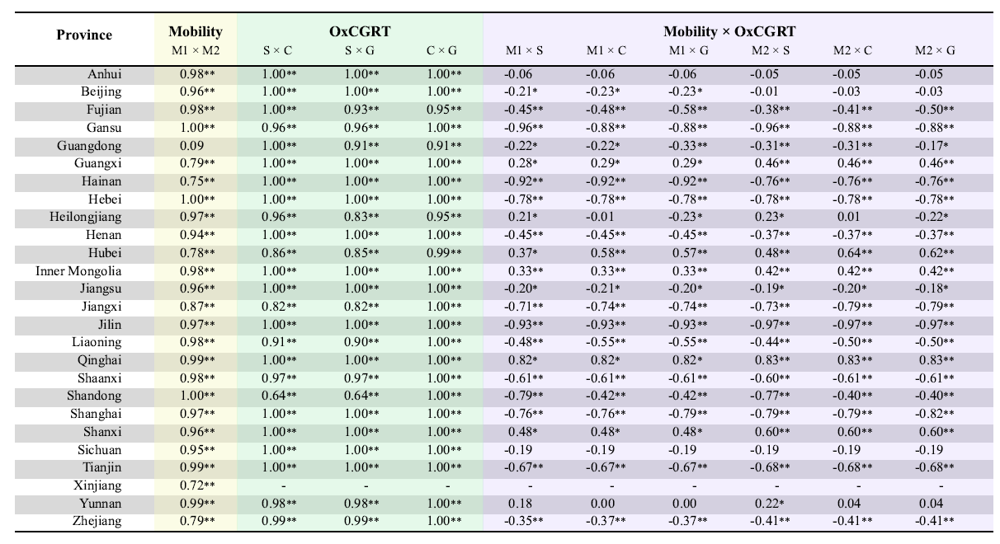 Province Mobility OxCGRT Mobility × OxCGRT
M1 × M2 S × C S × G C × G M1 × S M1 × C M1 × G M2 × S M2 × C M2 × G
Anhui 0.98** 1.00** 1.00** 1.00** -0.06 -0.06 -0.06 -0.05 -0.05 -0.05
Beijing 0.96** 1.00** 1.00** 1.00** -0.21* -0.23* -0.23* -0.01 -0.03 -0.03
Fujian 0.98** 1.00** 0.93** 0.95** -0.45** -0.48** -0.58** -0.38** -0.41** -0.50**
Gansu 1.00** 0.96** 0.96** 1.00** -0.96** -0.88** -0.88** -0.96** -0.88** -0.88**
Guangdong 0.09 1.00** 0.91** 0.91** -0.22* -0.22* -0.33** -0.31** -0.31** -0.17*
Guangxi 0.79** 1.00** 1.00** 1.00** 0.28* 0.29* 0.29* 0.46** 0.46** 0.46**
Hainan 0.75** 1.00** 1.00** 1.00** -0.92** -0.92** -0.92** -0.76** -0.76** -0.76**
Hebei 1.00** 1.00** 1.00** 1.00** -0.78** -0.78** -0.78** -0.78** -0.78** -0.78**
Heilongjiang 0.97** 0.96** 0.83** 0.95** 0.21* -0.01 -0.23* 0.23* 0.01 -0.22*
Henan 0.94** 1.00** 1.00** 1.00** -0.45** -0.45** -0.45** -0.37** -0.37** -0.37**
Hubei 0.78** 0.86** 0.85** 0.99** 0.37* 0.58** 0.57** 0.48** 0.64** 0.62**
Inner Mongolia 0.98** 1.00** 1.00** 1.00** 0.33** 0.33** 0.33** 0.42** 0.42** 0.42**
Jiangsu 0.96** 1.00** 1.00** 1.00** -0.20* -0.21* -0.20* -0.19* -0.20* -0.18*
Jiangxi 0.87** 0.82** 0.82** 1.00** -0.71** -0.74** -0.74** -0.73** -0.79** -0.79**
Jilin 0.97** 1.00** 1.00** 1.00** -0.93** -0.93** -0.93** -0.97** -0.97** -0.97**
Liaoning 0.98** 0.91** 0.90** 1.00** -0.48** -0.55** -0.55** -0.44** -0.50** -0.50**
Qinghai 0.99** 1.00** 1.00** 1.00** 0.82* 0.82* 0.82* 0.83** 0.83** 0.83**
Shaanxi 0.98** 0.97** 0.97** 1.00** -0.61** -0.61** -0.61** -0.60** -0.61** -0.61**
Shandong 1.00** 0.64** 0.64** 1.00** -0.79** -0.42** -0.42** -0.77** -0.40** -0.40**
Shanghai 0.97** 1.00** 1.00** 1.00** -0.76** -0.76** -0.79** -0.79** -0.79** -0.82**
Shanxi 0.96** 1.00** 1.00** 1.00** 0.48* 0.48* 0.48* 0.60** 0.60** 0.60**
Sichuan 0.95** 1.00** 1.00** 1.00** -0.19 -0.19 -0.19 -0.19 -0.19 -0.19
Tianjin 0.99** 1.00** 1.00** 1.00** -0.67** -0.67** -0.67** -0.68** -0.68** -0.68**
Xinjiang 0.72** - - - - - - - - -
Yunnan 0.99** 0.98** 0.98** 1.00** 0.18 0.00 0.00 0.22* 0.04 0.04
Zhejiang 0.79** 0.99** 0.99** 1.00** -0.35** -0.37** -0.37** -0.41** -0.41** -0.41**